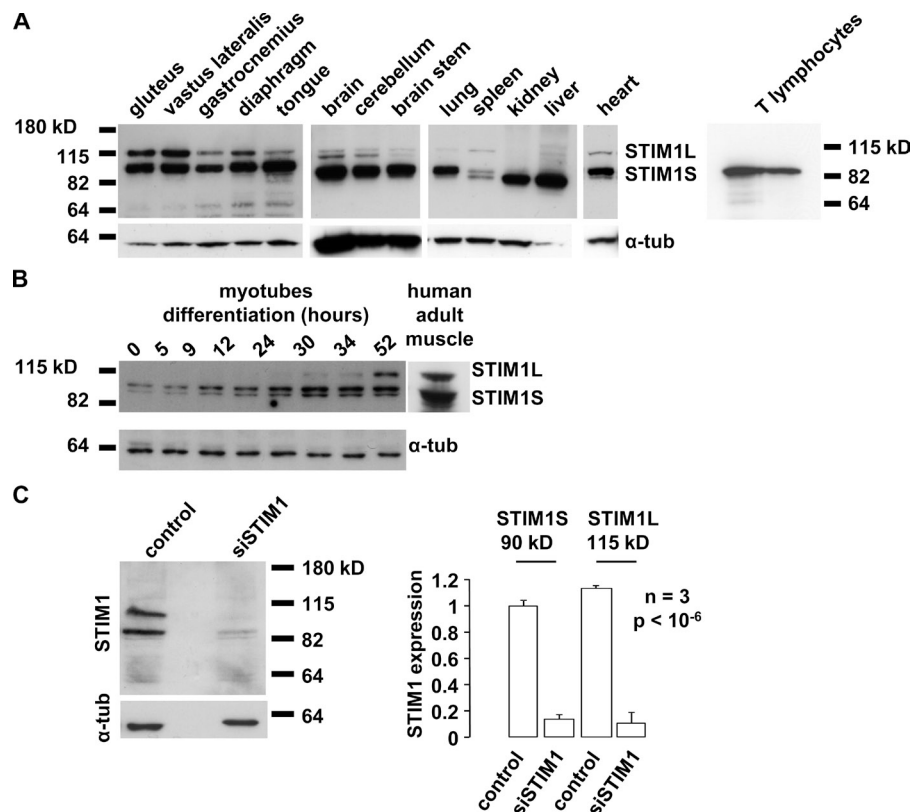 A
gluteus vastus lateralis gastrocnemius diaphragm tongue brain cerebellum brain stem lung spleen kidney liver heart T lymphocytes
180 kD
115
82
64
64
STIM1L
STIM1S
α-tub
115 kD
82
64
B
myotubes
differentiation (hours)
human
adult
muscle
0 5 9 12 24 30 34 52
115 kD
82
64
STIM1L
STIM1S
α-tub
C
control siSTIM1
STIM1
α-tub
180 kD
115
82
64
64
STIM1S STIM1L
90 kD 115 kD
n = 3
p < 10-6
STIM1 expression
1.2
1
0.8
0.6
0.4
0.2
0
control siSTIM1 control siSTIM1